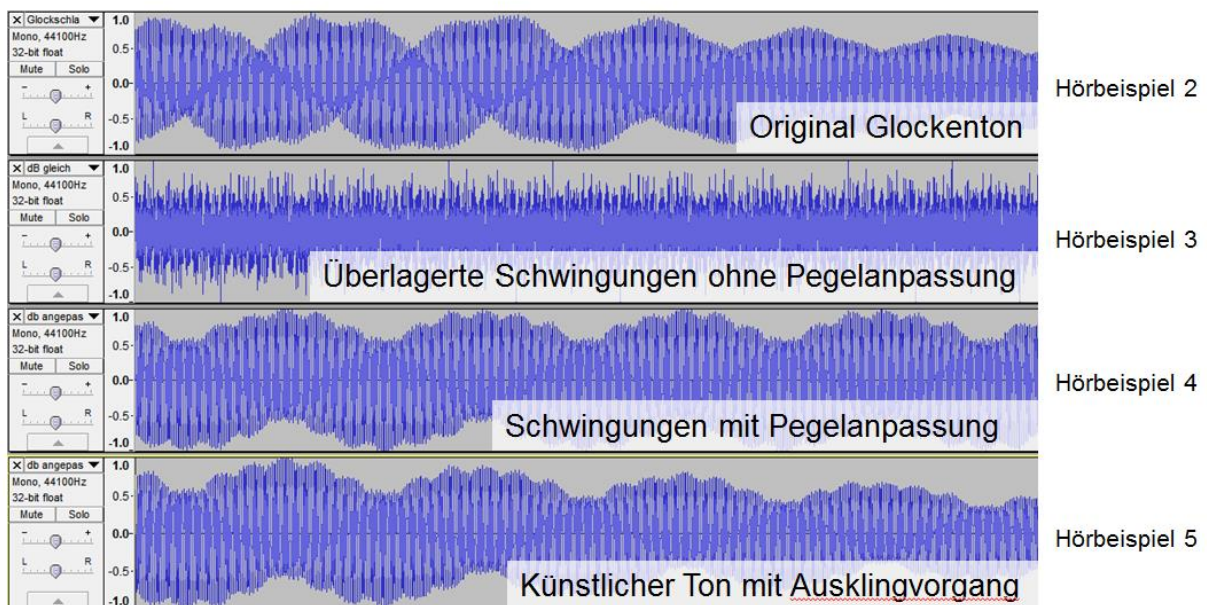 × Glockschla ▼ 1.0
Mono, 44100Hz
32-bit float 0.5-
Mute Solo
- + 0.0-
L R -0.5-
-1.0
Original Glockenton
Hörbeispiel 2
× dB gleich ▼ 1.0
Mono, 44100Hz
32-bit float 0.5-
Mute Solo
- + 0.0-
L R -0.5-
-1.0
Überlagerte Schwingungen ohne Pegelanpassung
Hörbeispiel 3
× db angepas ▼ 1.0
Mono, 44100Hz
32-bit float 0.5-
Mute Solo
- + 0.0-
L R -0.5-
-1.0
Schwingungen mit Pegelanpassung
Hörbeispiel 4
× db angepas ▼ 1.0
Mono, 44100Hz
32-bit float 0.5-
Mute Solo
- + 0.0-
L R -0.5-
-1.0
Künstlicher Ton mit Ausklingvorgang
Hörbeispiel 5